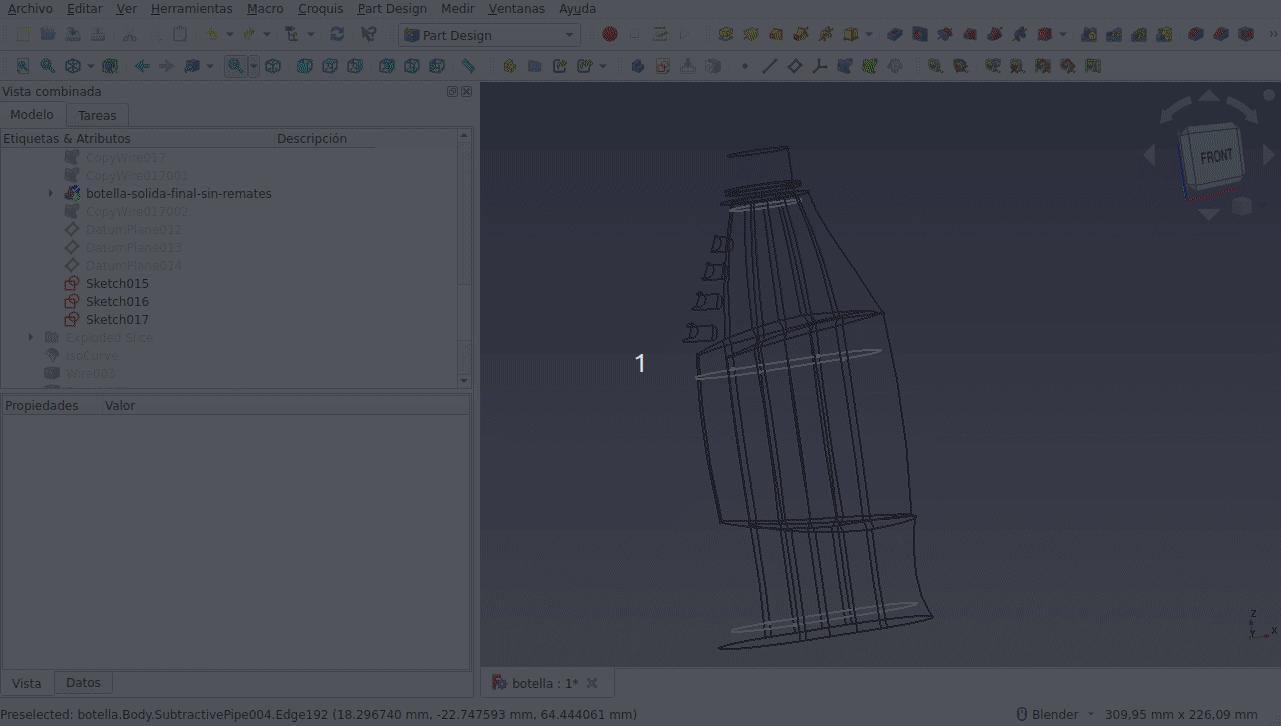 Archivo Editar Ver Herramientas Macro Croquis Part Design Medir Ventanas Ayuda
Part Design
Vista combinada
Modelo Tareas
Etiquetas & Atributos Descripción
CopyWire017
CopyWire017001
botella-solida-final-sin-remates
CopyWire017002
DatumPlane012
DatumPlane013
DatumPlane014
Sketch015
Sketch016
Sketch017
Exploded Slice
IsoCurve
Wire003
Propiedades Valor
FRONT
1
Z
Y X
Vista Datos
botella : 1*
Preselected: botella.Body.SubtractivePipe004.Edge192 (18.296740 mm, -22.747593 mm, 64.444061 mm)
Blender 309,95 mm x 226,09 mm